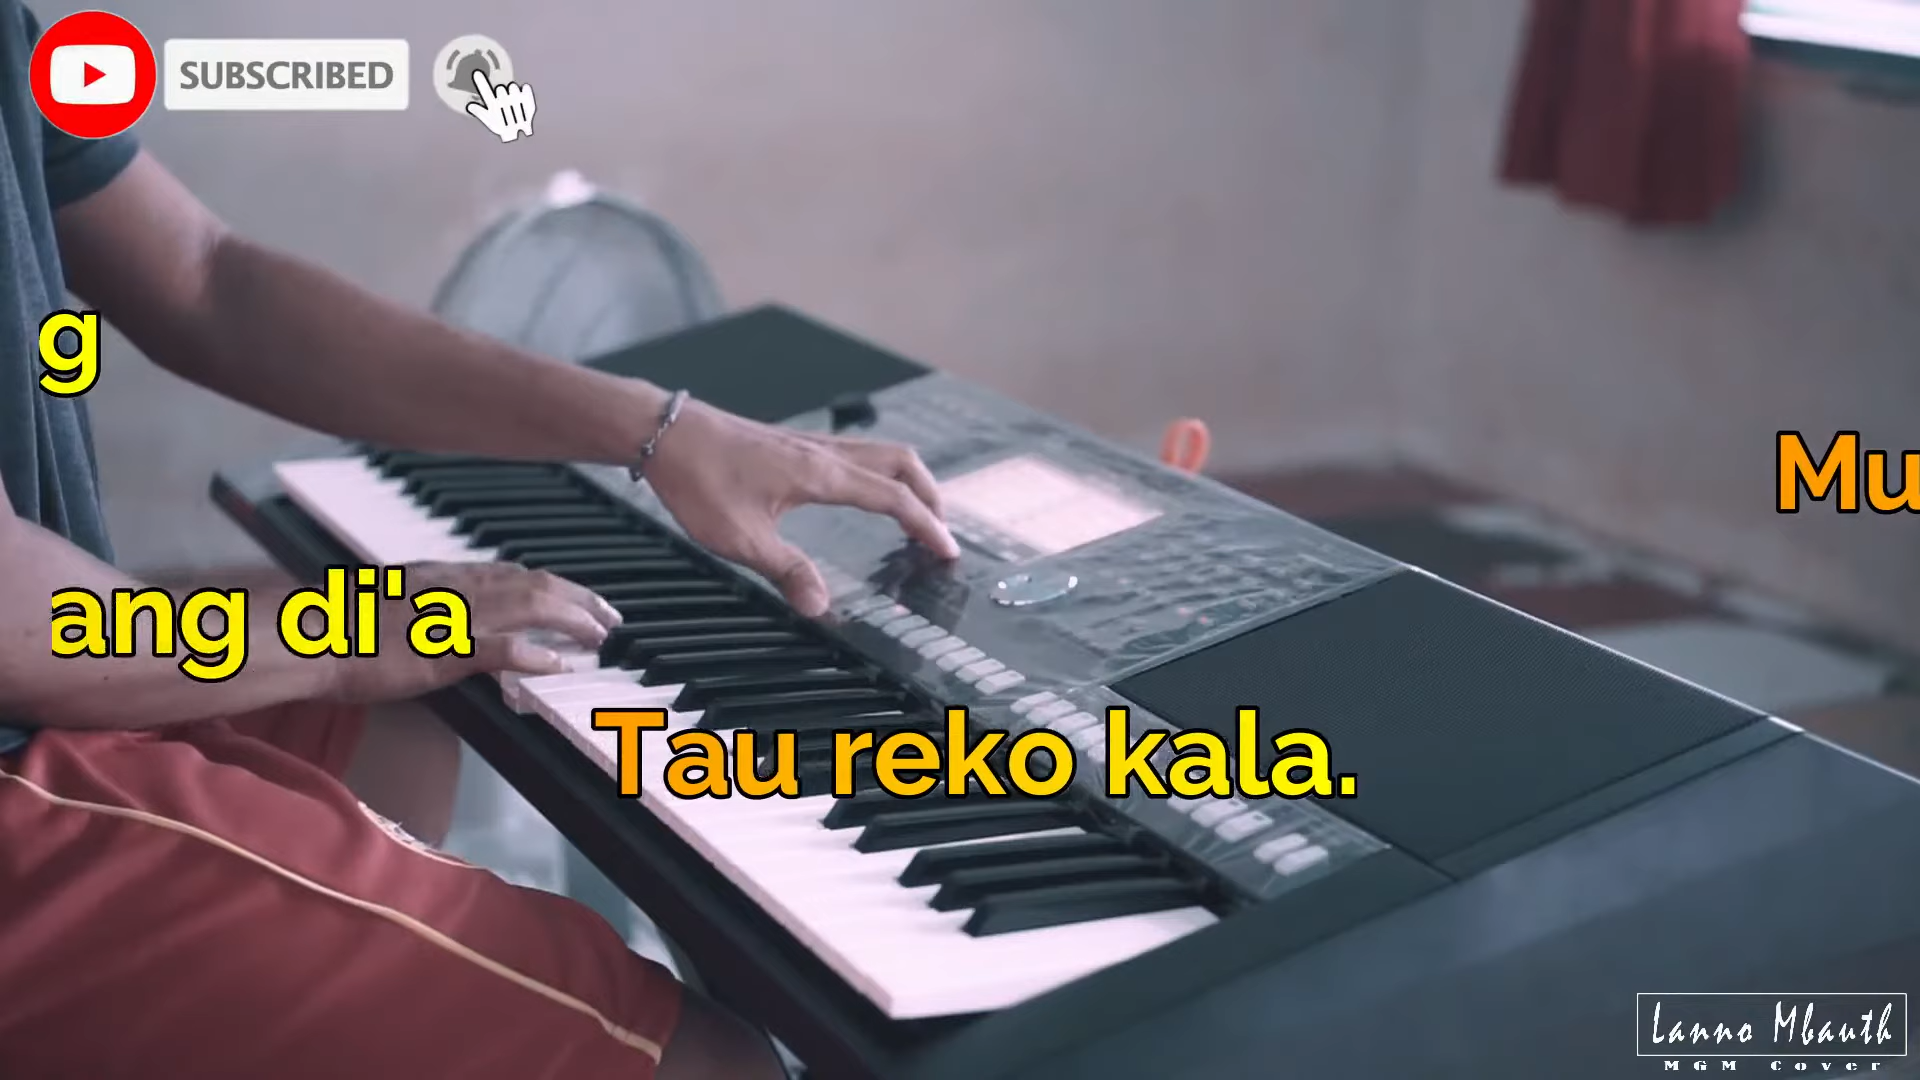 SUBSCRIBED
g
Mu
ang di'a
Tau reko kala.
Lanno Mbauth
MGM Cover